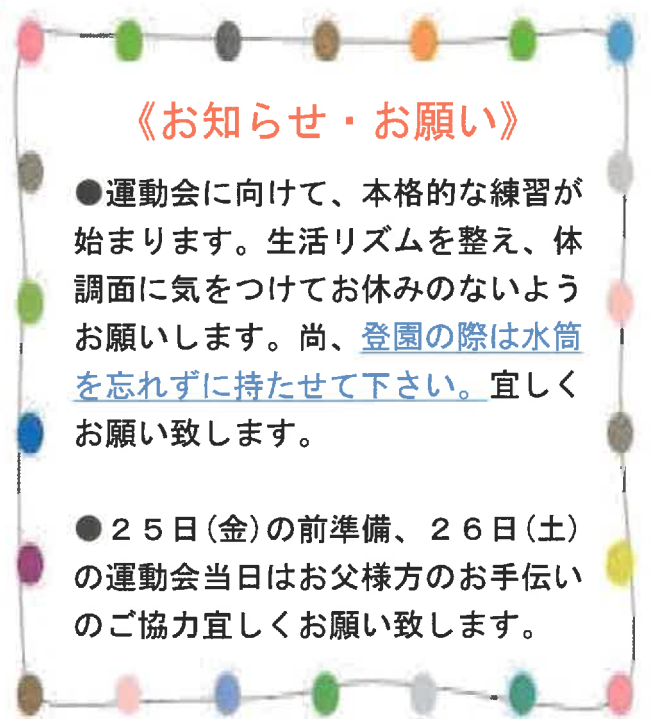 《お知らせ・お願い》
●運動会に向けて、本格的な練習が
始まります。生活リズムを整え、体
調面に気をつけてお休みのないよう
お願いします。尚、登園の際は水筒
を忘れずに持たせて下さい。宜しく
お願い致します。
●２５日(金)の前準備、２６日(土)
の運動会当日はお父様方のお手伝い
のご協力宜しくお願い致します。